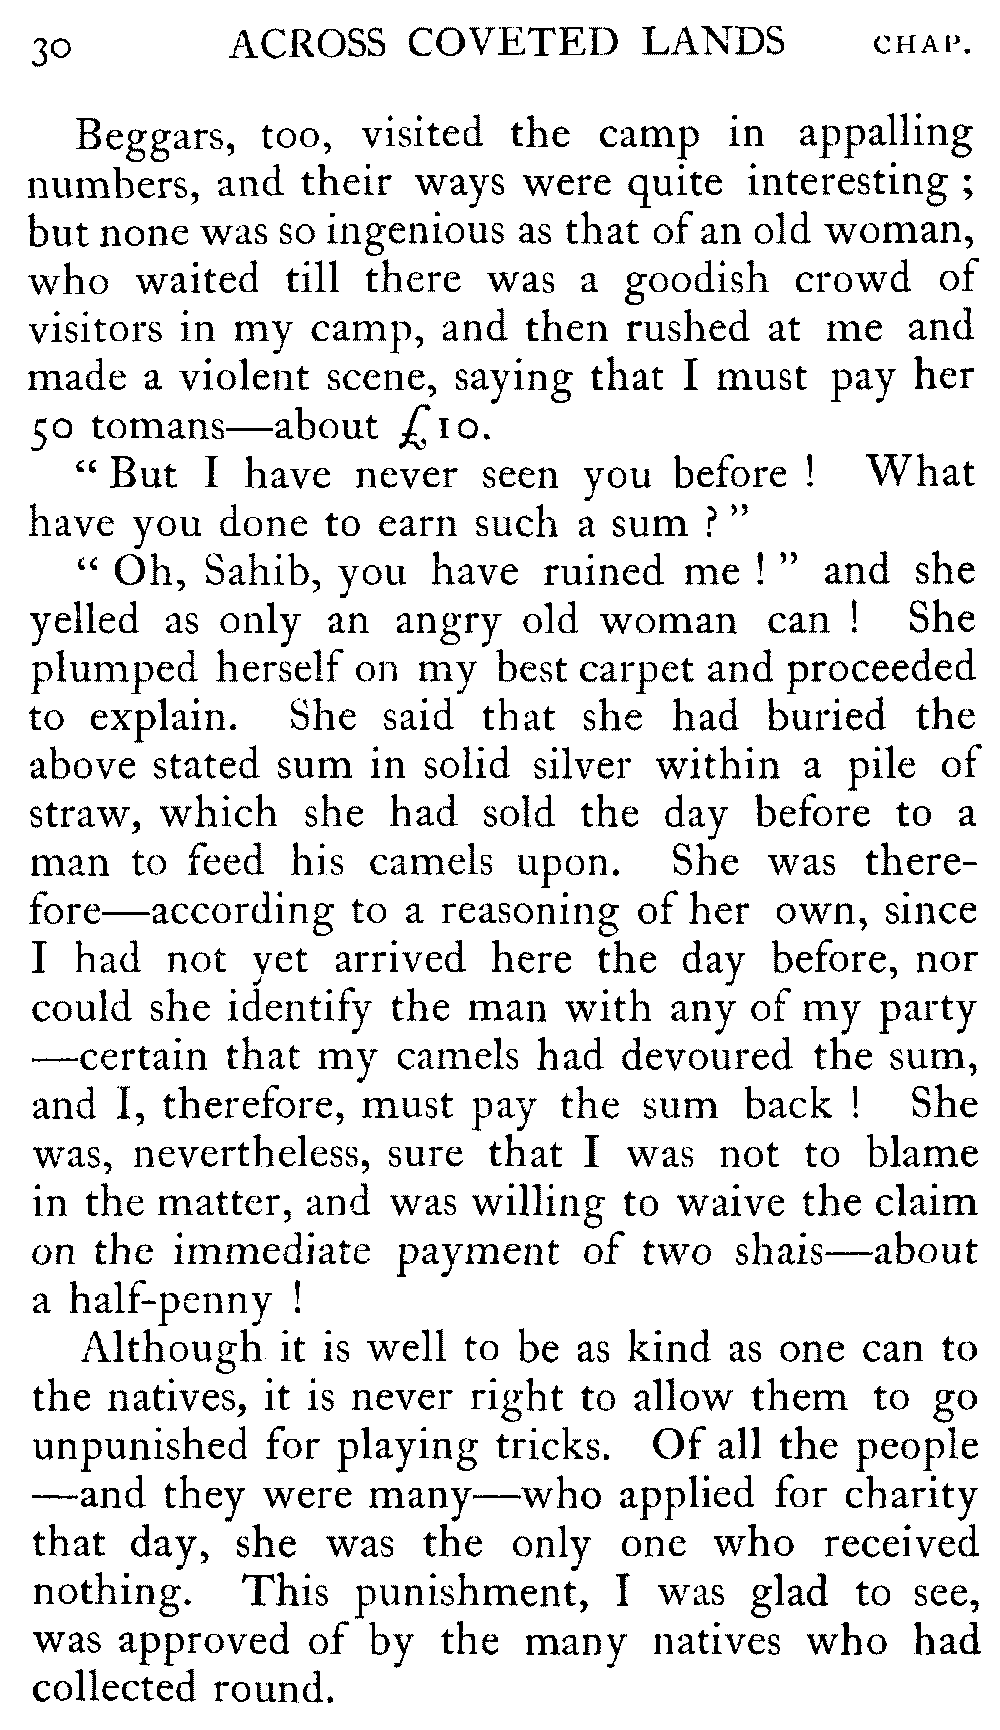 30 ACROSS COVETED LANDS CHAP.
Beggars, too, visited the camp in appalling
numbers, and their ways were quite interesting ;
but none was so ingenious as that of an old woman,
who waited till there was a goodish crowd of
visitors in my camp, and then rushed at me and
made a violent scene, saying that I must pay her
50 tomans—about £10.
“ But I have never seen you before ! What
have you done to earn such a sum ? ”
“ Oh, Sahib, you have ruined me ! ” and she
yelled as only an angry old woman can ! She
plumped herself on my best carpet and proceeded
to explain. She said that she had buried the
above stated sum in solid silver within a pile of
straw, which she had sold the day before to a
man to feed his camels upon. She was there-
fore—according to a reasoning of her own, since
I had not yet arrived here the day before, nor
could she identify the man with any of my party
—certain that my camels had devoured the sum,
and I, therefore, must pay the sum back ! She
was, nevertheless, sure that I was not to blame
in the matter, and was willing to waive the claim
on the immediate payment of two shais—about
a half-penny !
Although it is well to be as kind as one can to
the natives, it is never right to allow them to go
unpunished for playing tricks. Of all the people
—and they were many—who applied for charity
that day, she was the only one who received
nothing. This punishment, I was glad to see,
was approved of by the many natives who had
collected round.